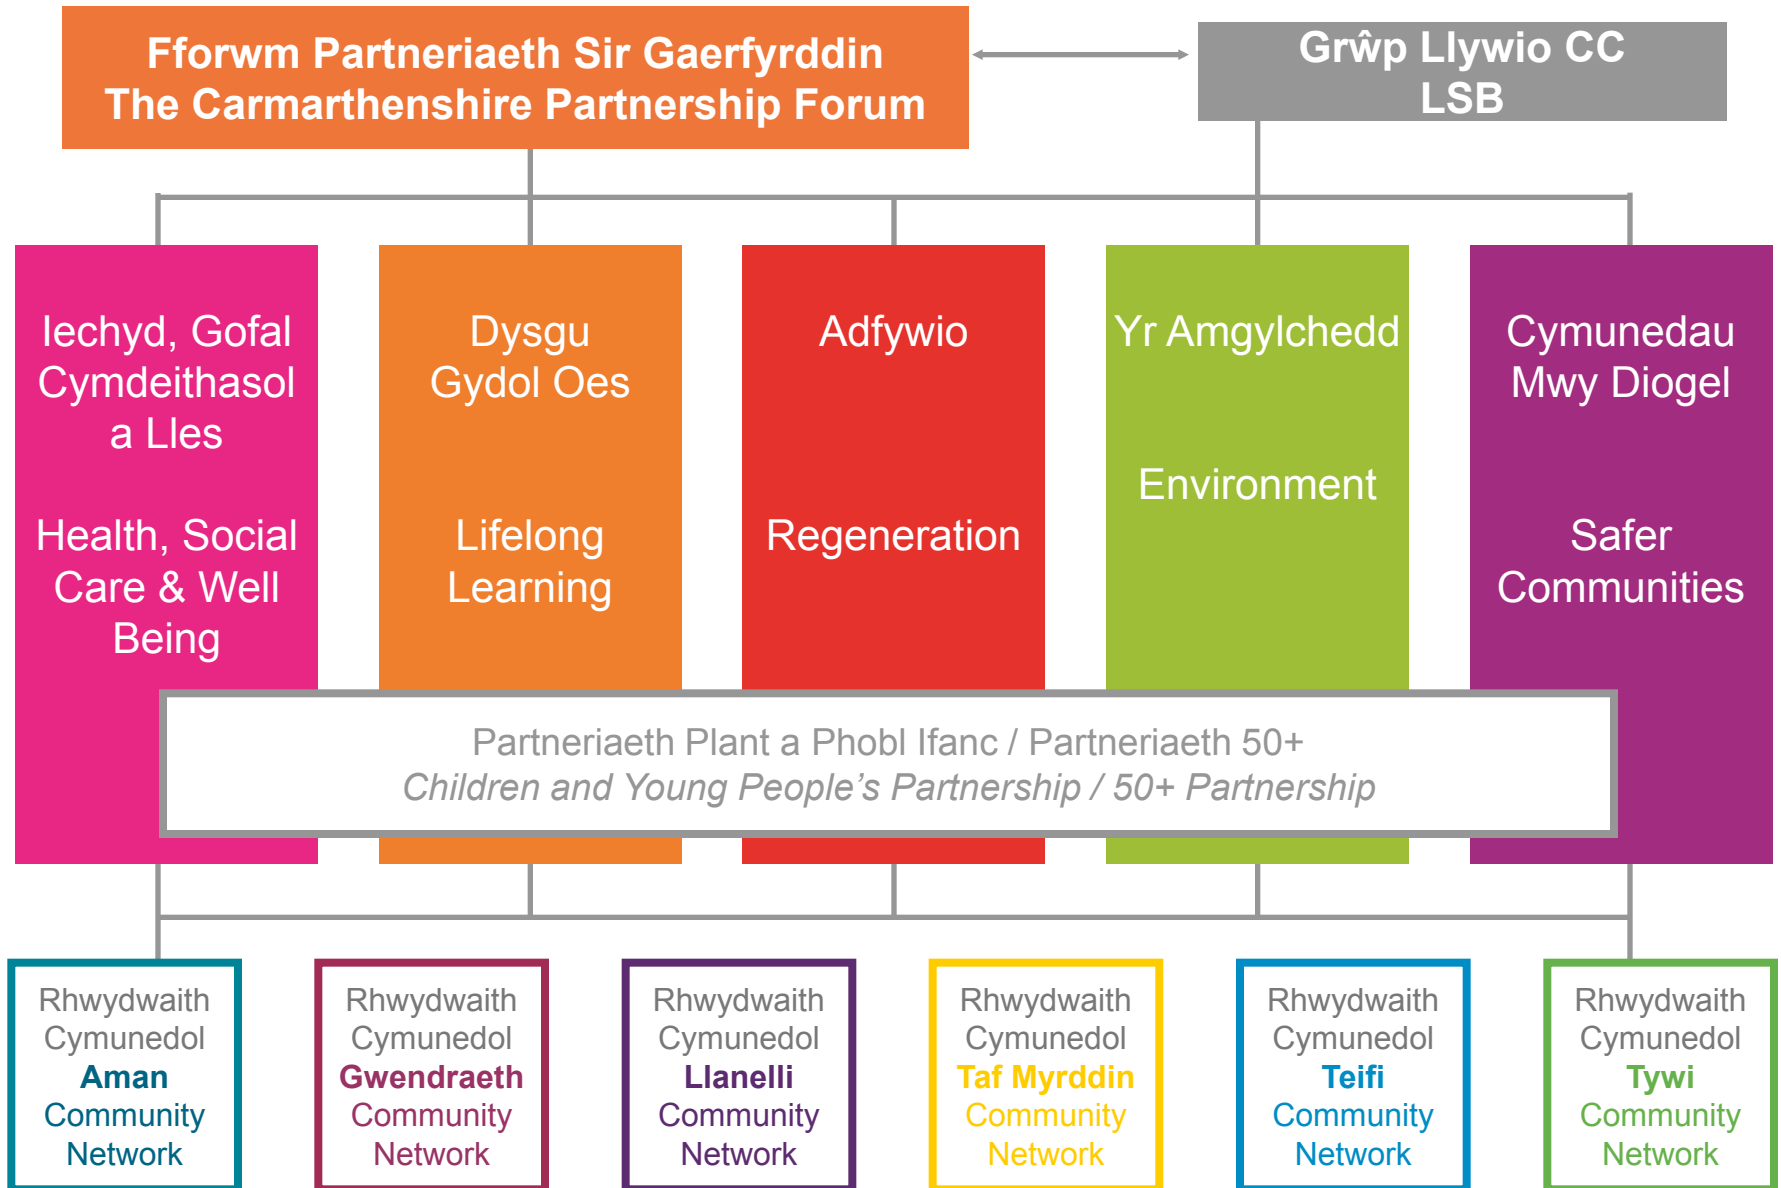 Fforwm Partneriaeth Sir Gaerfyrddin
The Carmarthenshire Partnership Forum
Grŵp Llywio CC
LSB
Iechyd, Gofal
Cymdeithasol
a Lles
Health, Social
Care & Well
Being
Dysgu
Gydol Oes
Lifelong
Learning
Adfywio
Regeneration
Yr Amgylchedd
Environment
Cymunedau
Mwy Diogel
Safer
Communities
Partneriaeth Plant a Phobl Ifanc / Partneriaeth 50+
Children and Young People’s Partnership / 50+ Partnership
Rhwydwaith
Cymunedol
Aman
Community
Network
Rhwydwaith
Cymunedol
Gwendraeth
Community
Network
Rhwydwaith
Cymunedol
Llanelli
Community
Network
Rhwydwaith
Cymunedol
Taf Myrddin
Community
Network
Rhwydwaith
Cymunedol
Teifi
Community
Network
Rhwydwaith
Cymunedol
Tywi
Community
Network